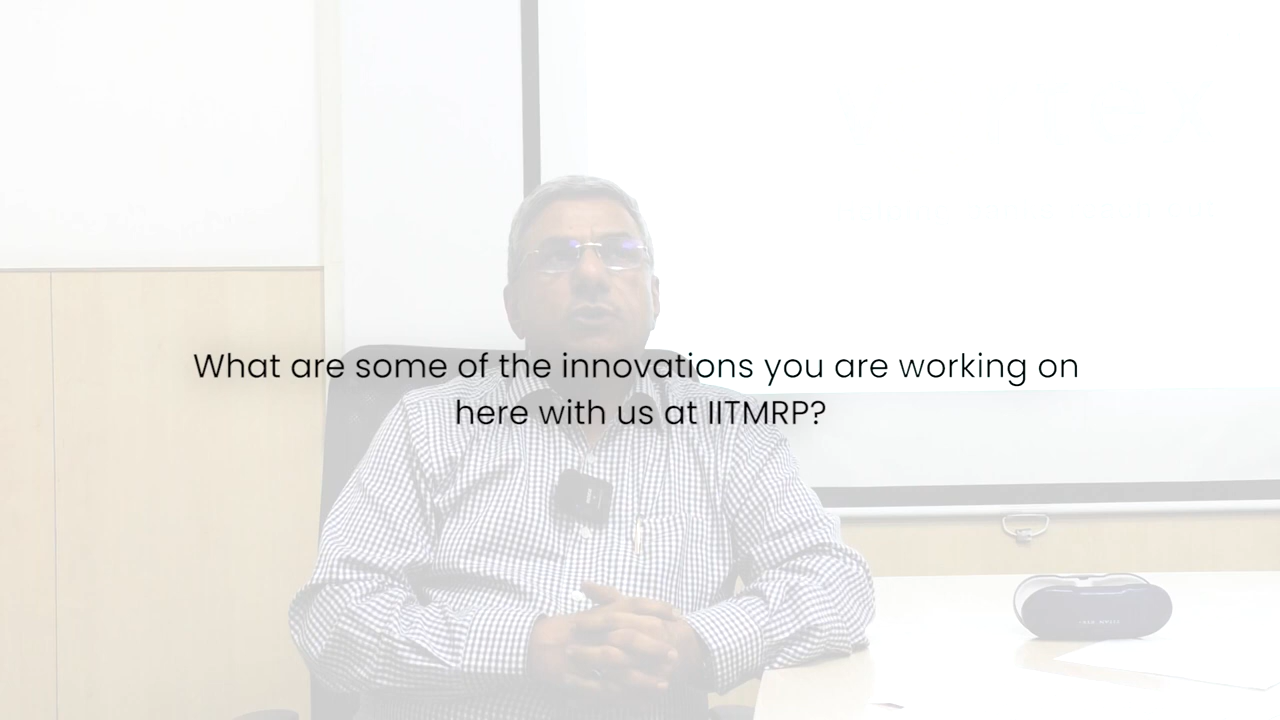 What are some of the innovations you are working on
here with us at IITMRP?